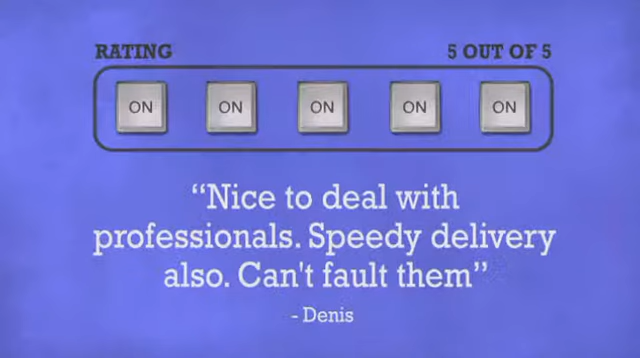 RATING 5 OUT OF 5
ON ON ON ON ON
“Nice to deal with
professionals. Speedy delivery
also. Can't fault them”
- Denis